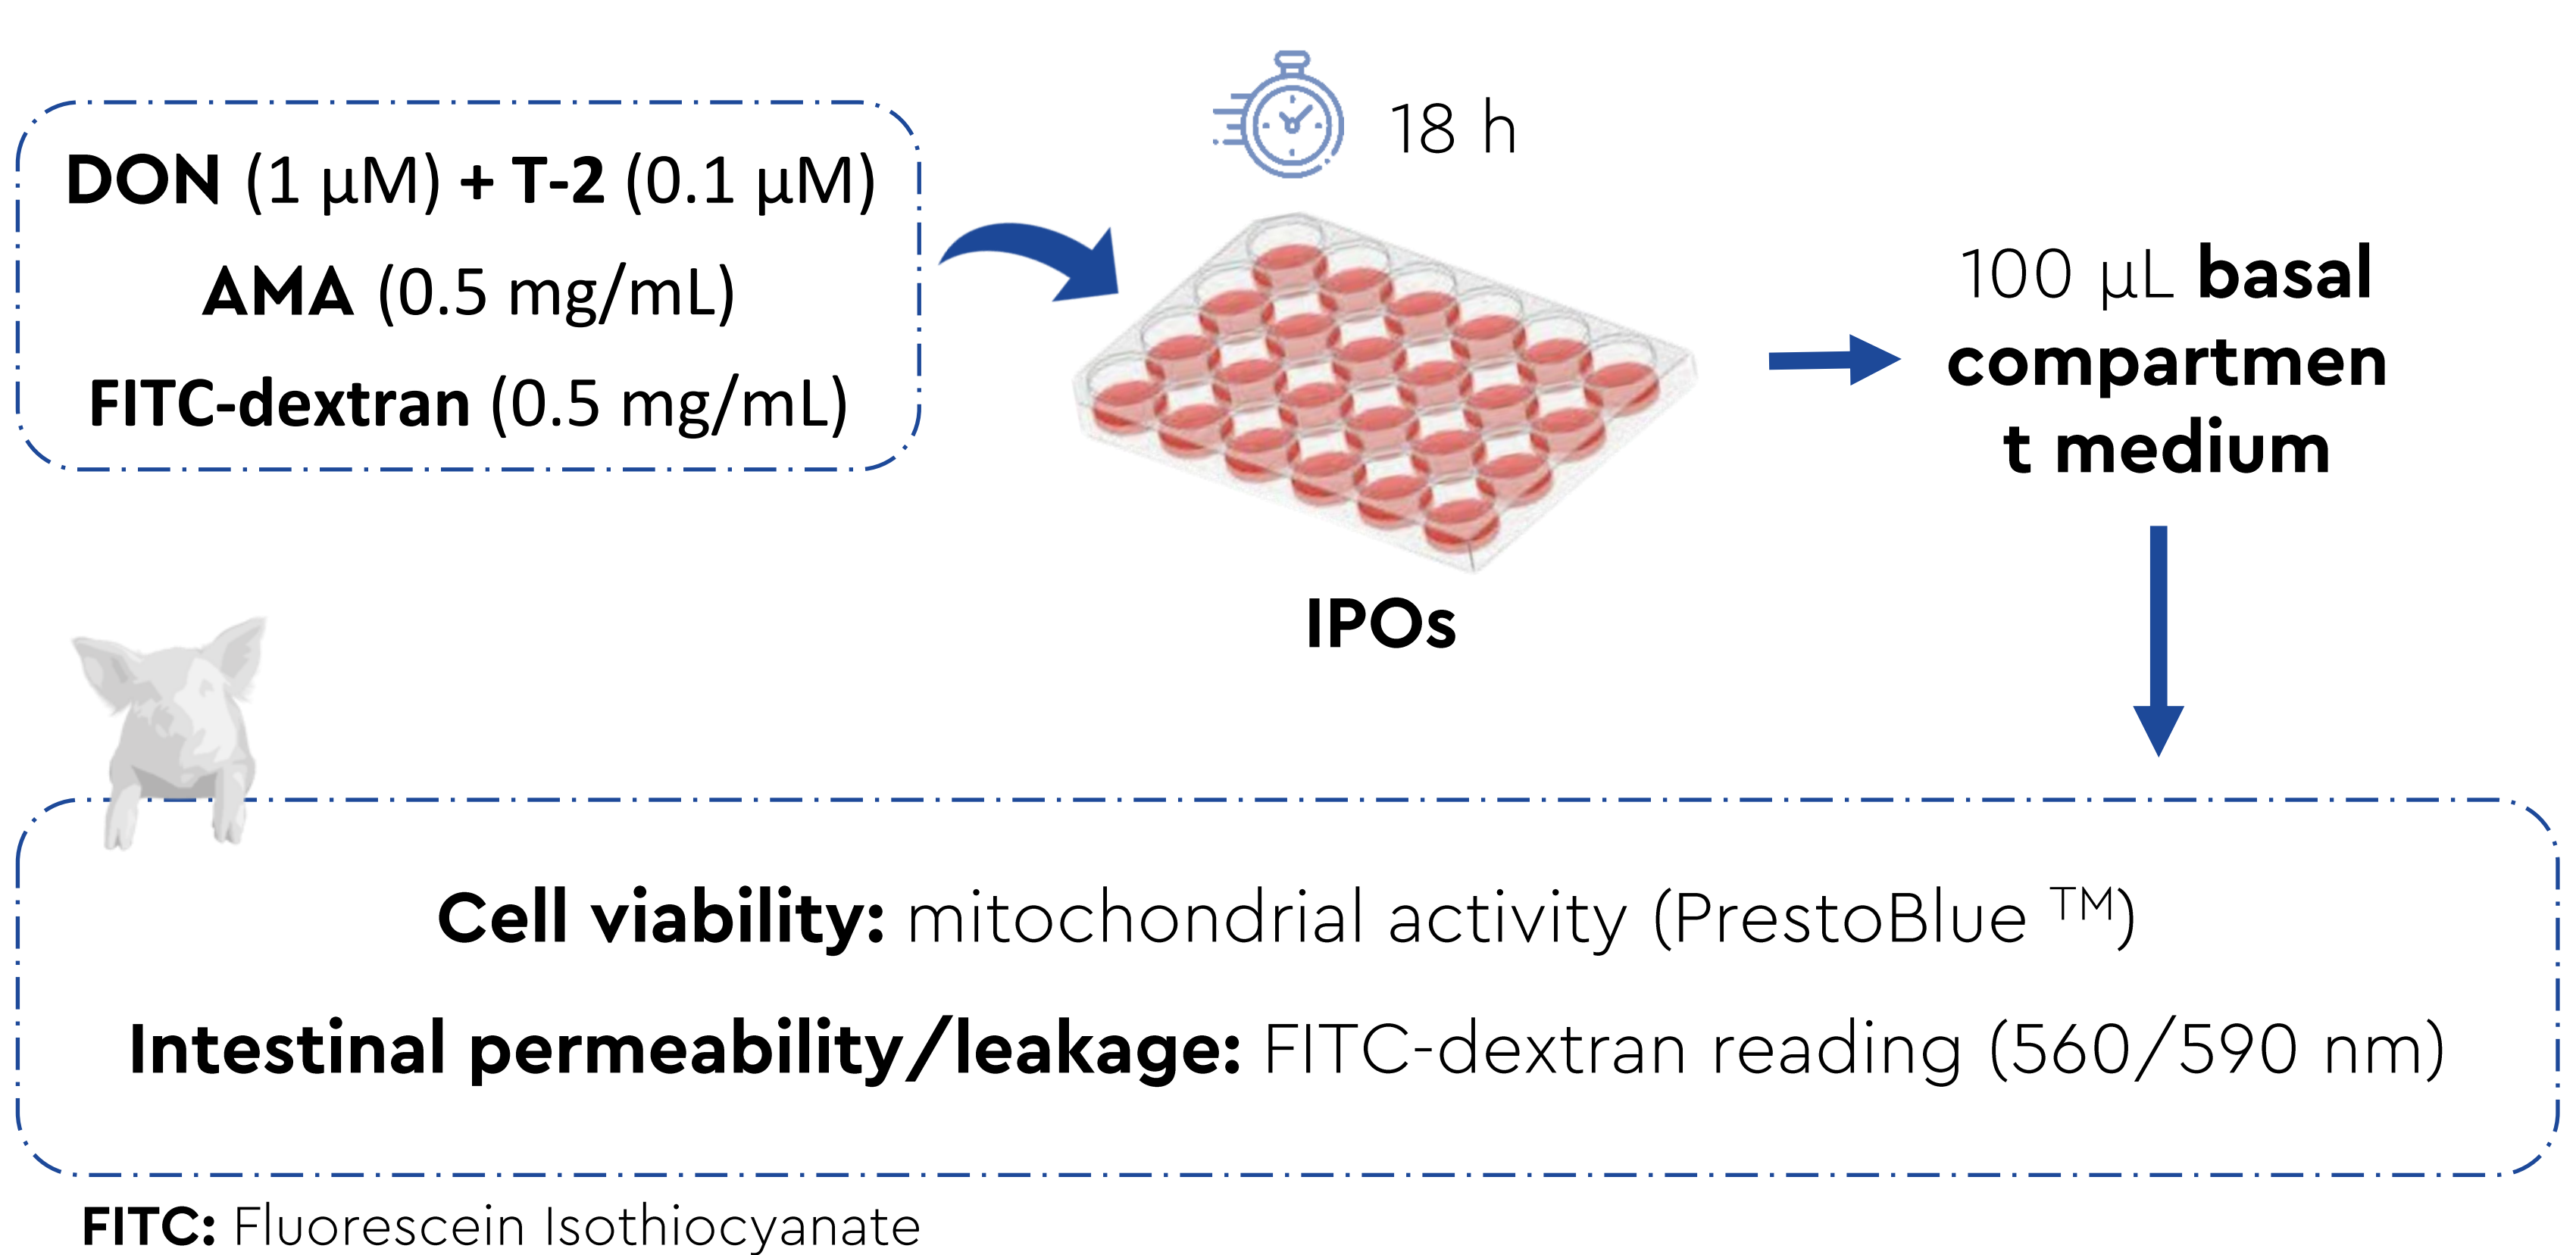 DON (1 µM) + T-2 (0.1 µM)
AMA (0.5 mg/mL)
FITC-dextran (0.5 mg/mL)
18 h
IPOs
100 µL basal
compartmen
t medium
Cell viability: mitochondrial activity (PrestoBlue ™)
Intestinal permeability/leakage: FITC-dextran reading (560/590 nm)
FITC: Fluorescein Isothiocyanate